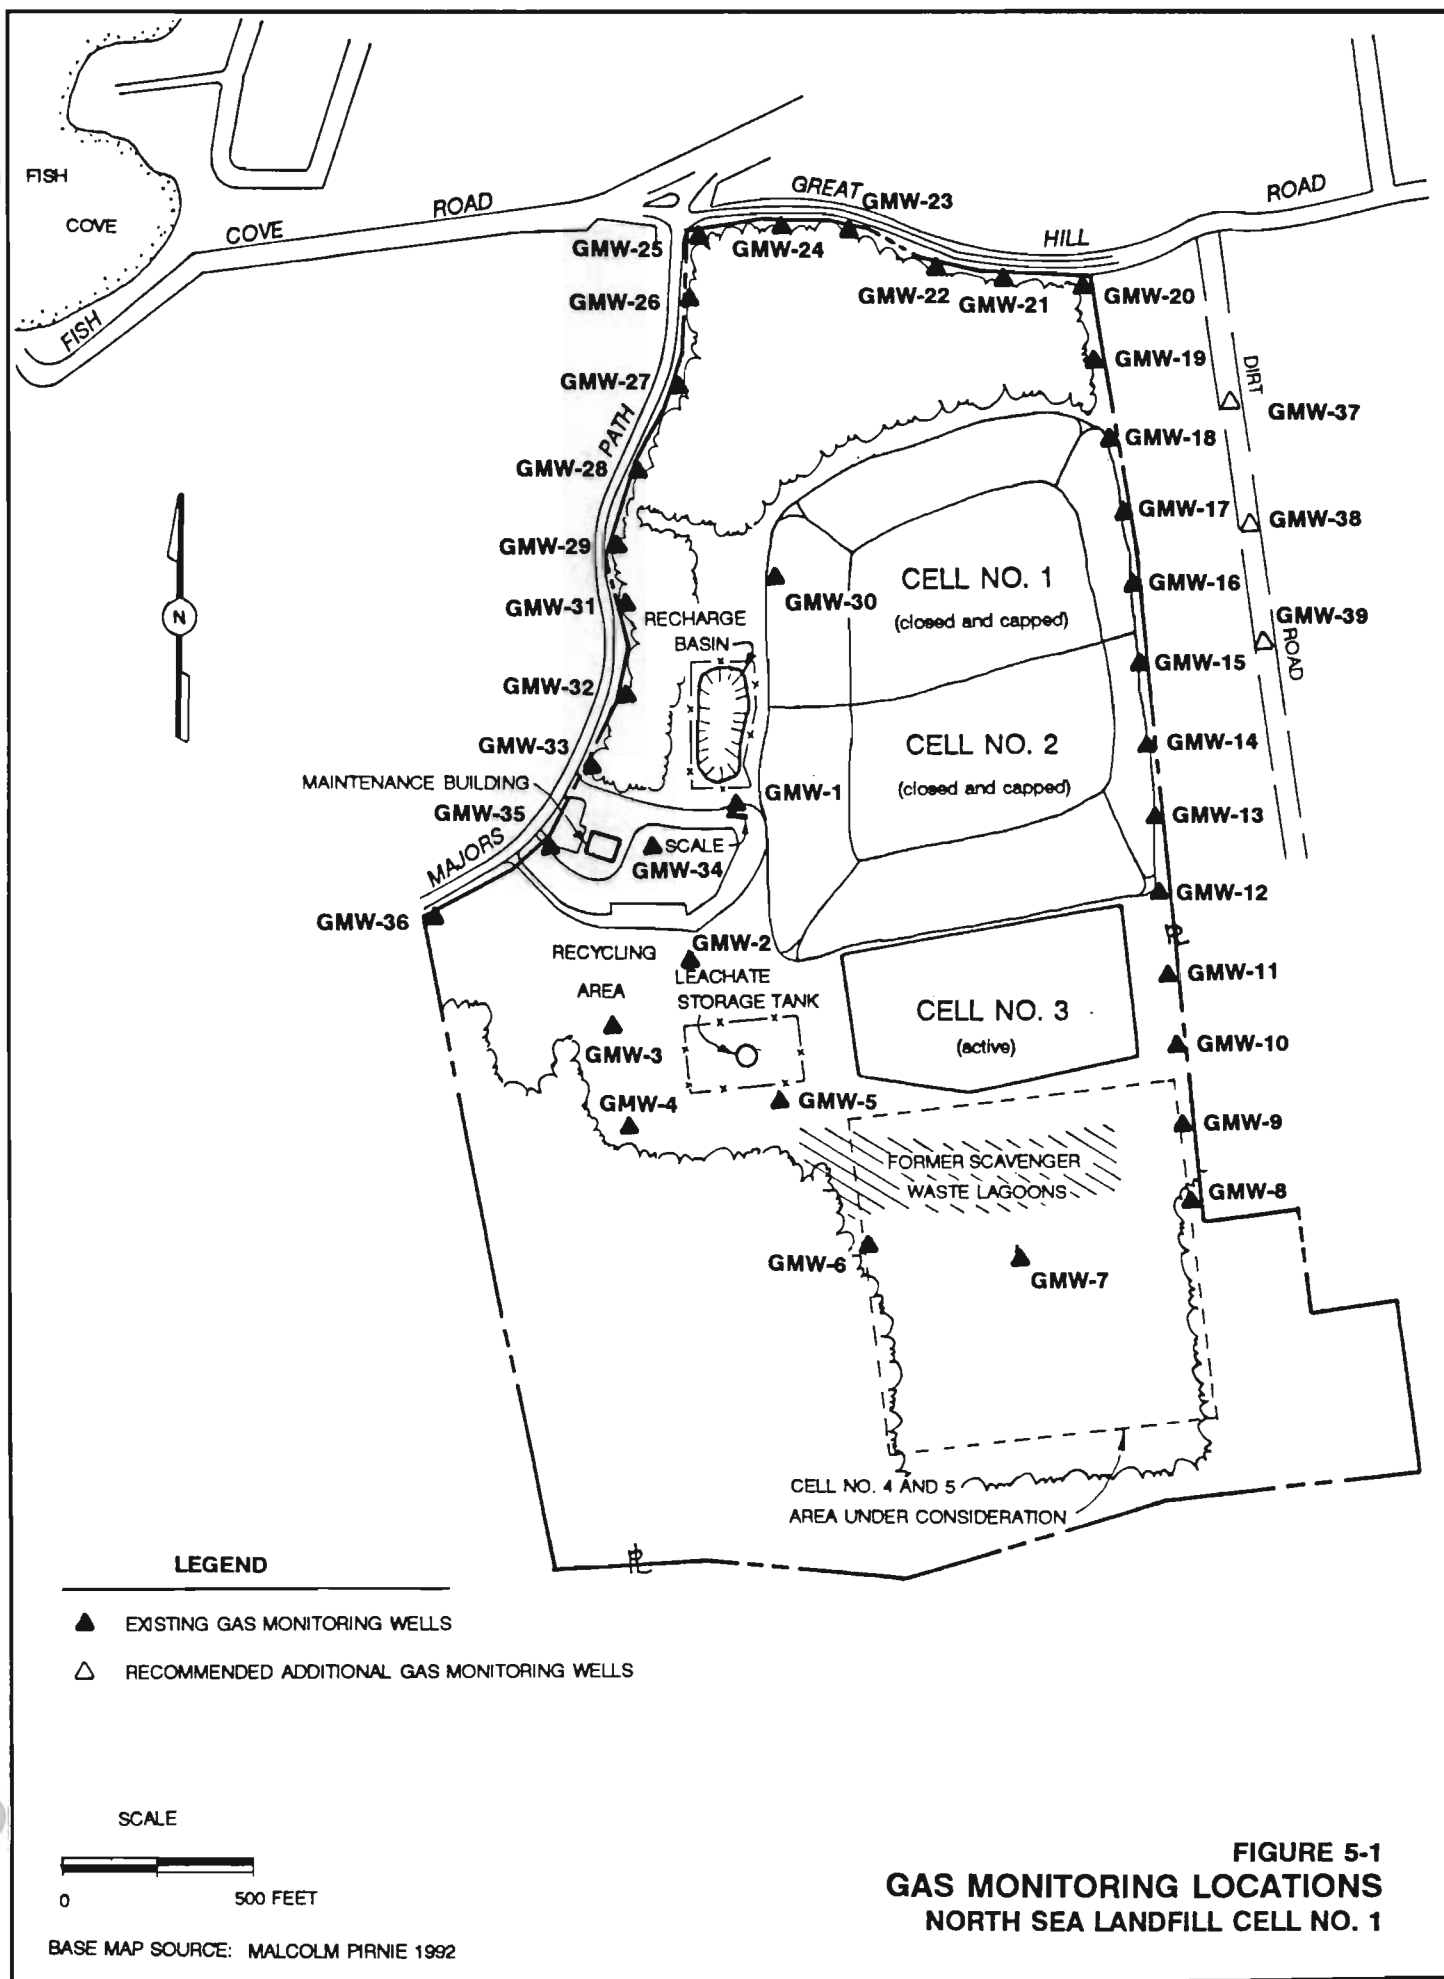 FISH
COVE
FISH
COVE
ROAD
GREAT
HILL
ROAD
GMW-23
GMW-25
GMW-24
GMW-26
GMW-22
GMW-21
GMW-20
GMW-19
GMW-27
DIRT
GMW-37
PATH
GMW-18
GMW-28
GMW-17
GMW-38
GMW-29
CELL NO. 1
(closed and capped)
GMW-16
GMW-30
GMW-31
N
RECHARGE
BASIN
GMW-39
ROAD
GMW-15
GMW-32
GMW-33
CELL NO. 2
(closed and capped)
GMW-14
MAINTENANCE BUILDING
GMW-1
GMW-35
GMW-13
SCALE
GMW-34
MAJORS
GMW-12
GMW-36
GMW-2
RECYCLING
AREA
LEACHATE
STORAGE TANK
GMW-11
CELL NO. 3
(active)
GMW-3
GMW-10
GMW-4
GMW-5
GMW-9
FORMER SCAVENGER
WASTE LAGOONS
GMW-8
GMW-6
GMW-7
CELL NO. 4 AND 5
AREA UNDER CONSIDERATION
PL
PL
LEGEND
EXISTING GAS MONITORING WELLS
RECOMMENDED ADDITIONAL GAS MONITORING WELLS
SCALE
0
500 FEET
BASE MAP SOURCE: MALCOLM PIRNIE 1992
FIGURE 5-1
GAS MONITORING LOCATIONS
NORTH SEA LANDFILL CELL NO. 1